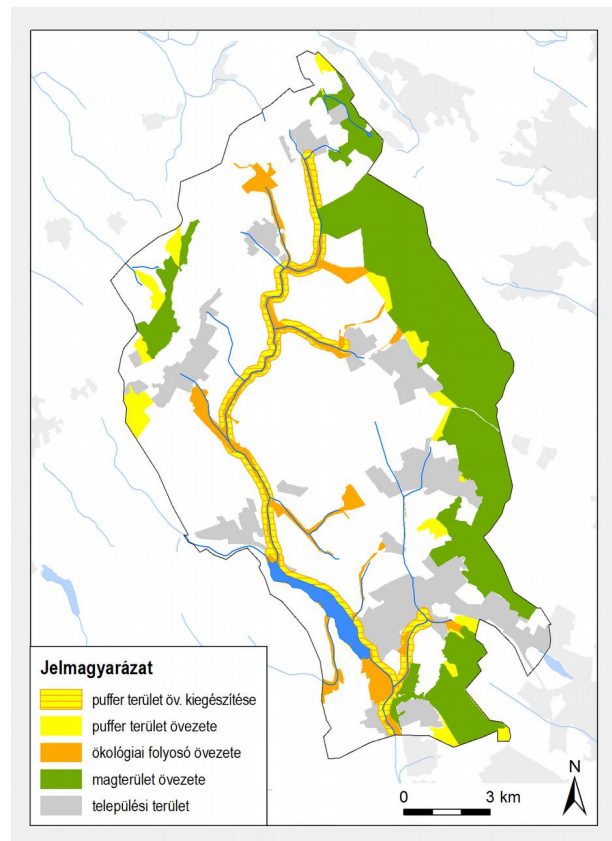 Jelmagyarázat
puffer terület öv. kiegészítése
puffer terület övezete
ökológiai folyosó övezete
magterület övezete
települési terület
N
0 3 km